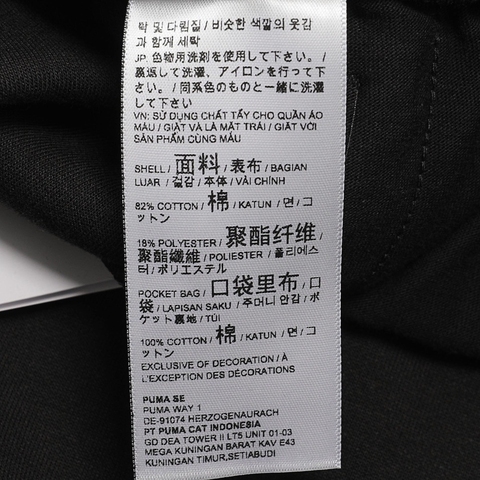 탁 및 다림질 / 비슷한 색깔의 옷감
과 함께 세탁
JP: 色物用洗剤を使用して下さい。 /
裏返して洗濯、アイロンを行って下
さい。 / 同系色のものと一緒に洗濯
して下さい。
VN: SỬ DỤNG CHẤT TẨY CHO QUẦN ÁO
MÀU / GIẶT VÀ LÀ MẶT TRÁI / GIẶT VỚI
SẢN PHẨM CÙNG MÀU
SHELL / 面料 / 表布 / BAGIAN
LUAR / 겉감 / 本体 / VẢI CHÍNH
82% COTTON / 棉 / KATUN / 면 / コ
ットン
18% POLYESTER / 聚酯纤维 /
聚酯纖維 / POLIESTER / 폴리에스
터 / ポリエステル
POCKET BAG / 口袋里布 / 口
袋 / LAPISAN SAKU / 주머니 안감 / ポ
ケット裏地 / TÚI
100% COTTON / 棉 / KATUN / 면 / コ
ットン
EXCLUSIVE OF DECORATION / À
L'EXCEPTION DES DÉCORATIONS
PUMA SE
PUMA WAY 1
DE-91074 HERZOGENAURACH
PT PUMA CAT INDONESIA
GD DEA TOWER II LT5 UNIT 01-03
MEGA KUNINGAN BARAT KAV E43
KUNINGAN TIMUR,SETIABUDI